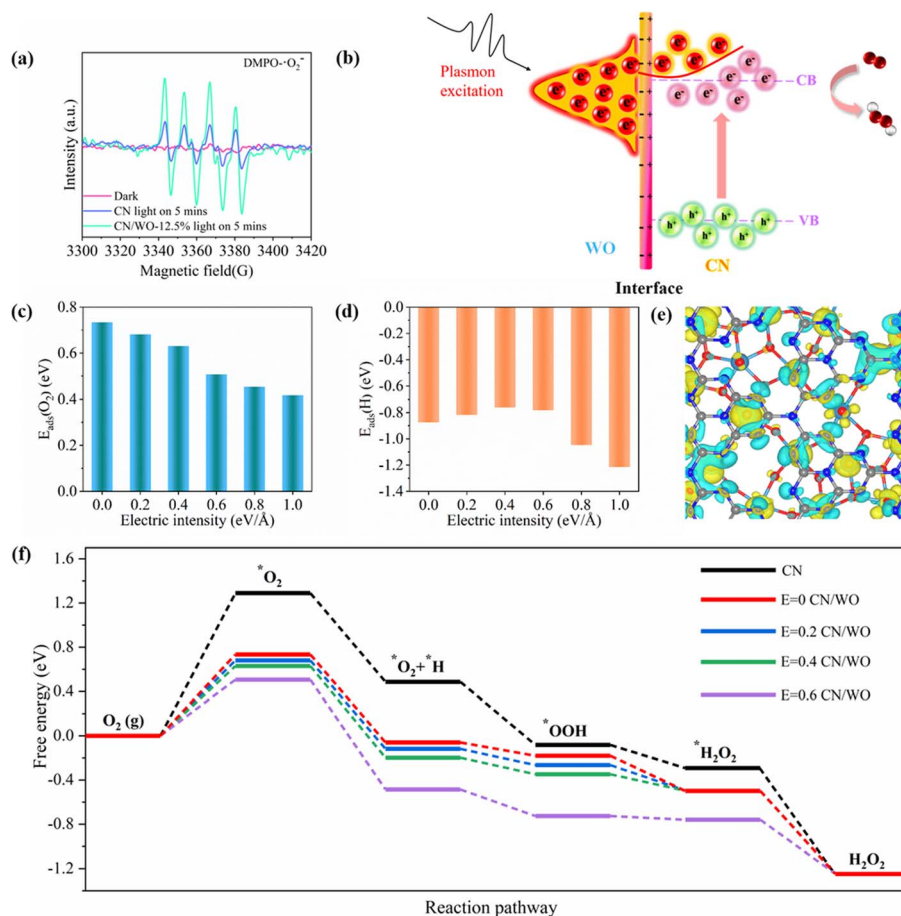 (a)
DMPO-·O₂⁻
Intensity (a.u.)
Dark
CN light on 5 mins
CN/WO-12.5% light on 5 mins
3300 3320 3340 3360 3380 3400 3420
Magnetic field(G)
(b)
Plasmon
excitation
e⁻ e⁻ e⁻ e⁻ e⁻ e⁻ e⁻ e⁻ e⁻ e⁻
CB
h⁺ h⁺ h⁺ h⁺ h⁺ h⁺
VB
WO
CN
Interface
(c)
E_ads(O₂) (eV)
0.8
0.6
0.4
0.2
0.0
0.0 0.2 0.4 0.6 0.8 1.0
Electric intensity (eV/Å)
(d)
E_ads(H) (eV)
0.0
-0.2
-0.4
-0.6
-0.8
-1.0
-1.2
-1.4
0.0 0.2 0.4 0.6 0.8 1.0
Electric intensity (eV/Å)
(e)
(f)
Free energy (eV)
1.6
1.2
0.8
0.4
0.0
-0.4
-0.8
-1.2
O₂ (g)
*O₂
*O₂+*H
*OOH
*H₂O₂
H₂O₂
CN
E=0 CN/WO
E=0.2 CN/WO
E=0.4 CN/WO
E=0.6 CN/WO
Reaction pathway